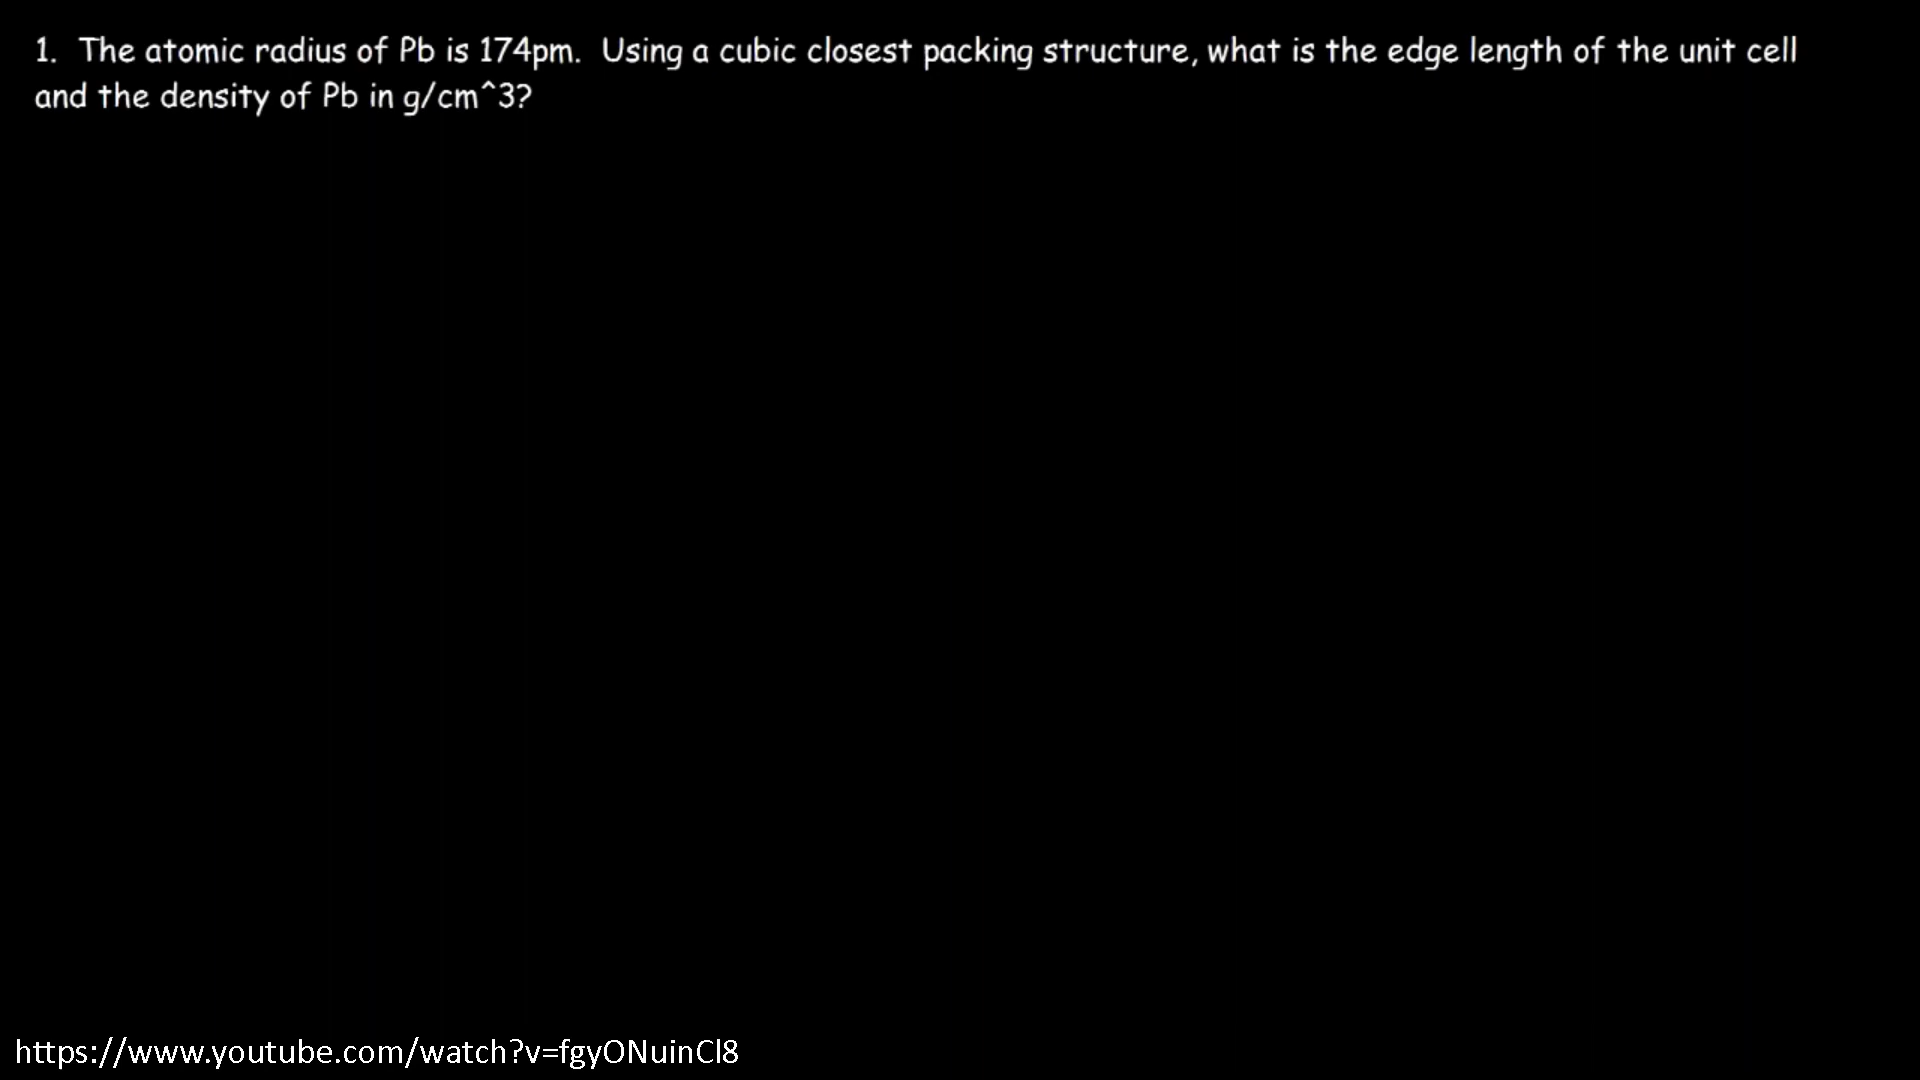 1.  The atomic radius of Pb is 174pm.  Using a cubic closest packing structure, what is the edge length of the unit cell
and the density of Pb in g/cm^3?
https://www.youtube.com/watch?v=fgyONuinCl8